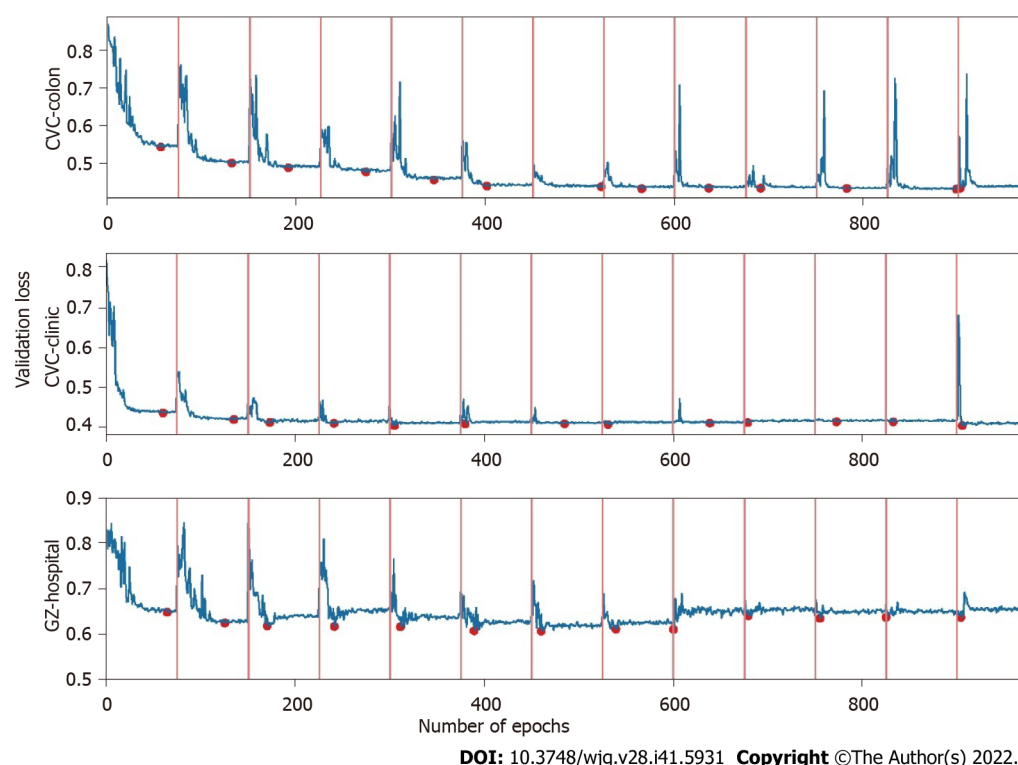 CVC-colon
0.8
0.7
0.6
0.5
0 200 400 600 800
Validation loss
CVC-clinic
0.8
0.7
0.6
0.5
0.4
0 200 400 600 800
GZ-hospital
0.9
0.8
0.7
0.6
0.5
0 200 400 600 800
Number of epochs
DOI: 10.3748/wjg.v28.i41.5931 Copyright ©The Author(s) 2022.